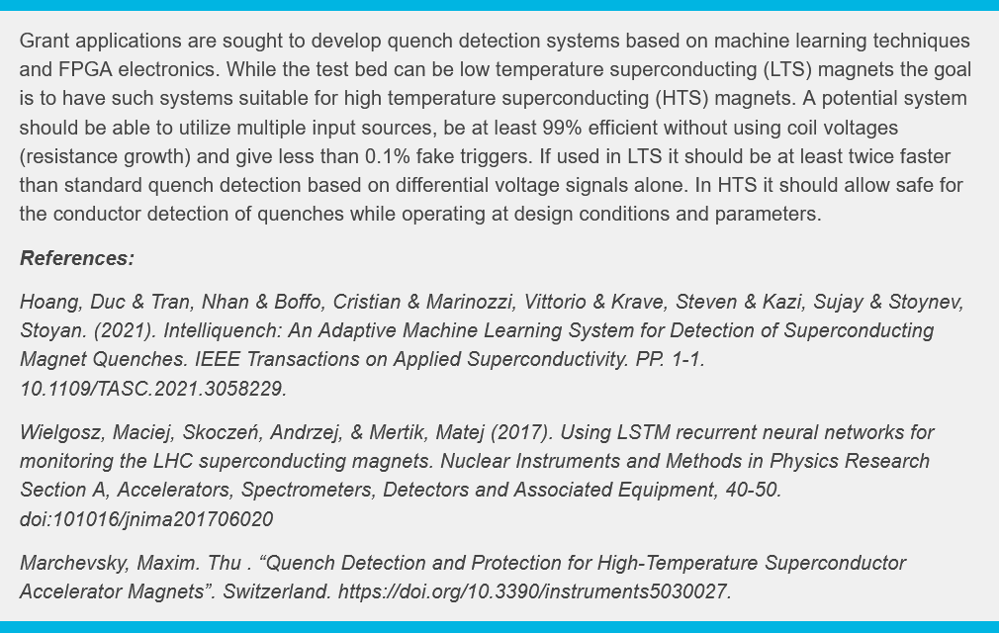 Grant applications are sought to develop quench detection systems based on machine learning techniques
and FPGA electronics. While the test bed can be low temperature superconducting (LTS) magnets the goal
is to have such systems suitable for high temperature superconducting (HTS) magnets. A potential system
should be able to utilize multiple input sources, be at least 99% efficient without using coil voltages
(resistance growth) and give less than 0.1% fake triggers. If used in LTS it should be at least twice faster
than standard quench detection based on differential voltage signals alone. In HTS it should allow safe for
the conductor detection of quenches while operating at design conditions and parameters.
References:
Hoang, Duc & Tran, Nhan & Boffo, Cristian & Marinozzi, Vittorio & Krave, Steven & Kazi, Sujay & Stoynev,
Stoyan. (2021). Intelliquench: An Adaptive Machine Learning System for Detection of Superconducting
Magnet Quenches. IEEE Transactions on Applied Superconductivity. PP. 1-1.
10.1109/TASC.2021.3058229.
Wielgosz, Maciej, Skoczeń, Andrzej, & Mertik, Matej (2017). Using LSTM recurrent neural networks for
monitoring the LHC superconducting magnets. Nuclear Instruments and Methods in Physics Research
Section A, Accelerators, Spectrometers, Detectors and Associated Equipment, 40-50.
doi:101016/jnima201706020
Marchevsky, Maxim. Thu . “Quench Detection and Protection for High-Temperature Superconductor
Accelerator Magnets”. Switzerland. https://doi.org/10.3390/instruments5030027.